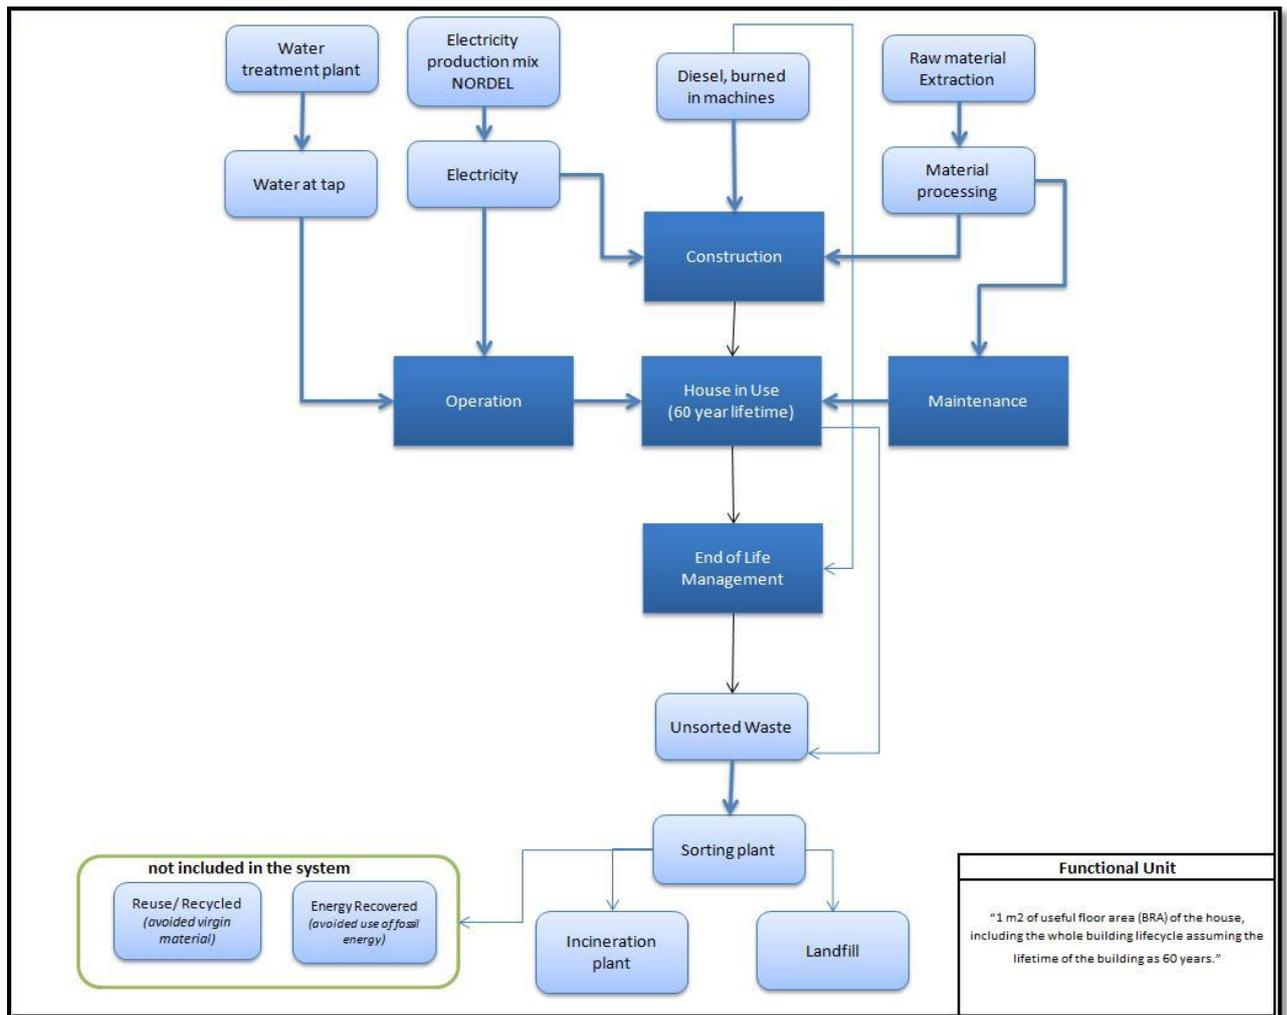 Water
treatment plant
Electricity
production mix
NORDEL
Diesel, burned
in machines
Raw material
Extraction
Water at tap
Electricity
Material
processing
Construction
Operation
House in Use
(60 year lifetime)
Maintenance
End of Life
Management
Unsorted Waste
Sorting plant
not included in the system
Reuse/ Recycled
(avoided virgin
material)
Energy Recovered
(avoided use of fossil
energy)
Incineration
plant
Landfill
Functional Unit
“1 m2 of useful floor area (BRA) of the house,
including the whole building lifecycle assuming the
lifetime of the building as 60 years.”